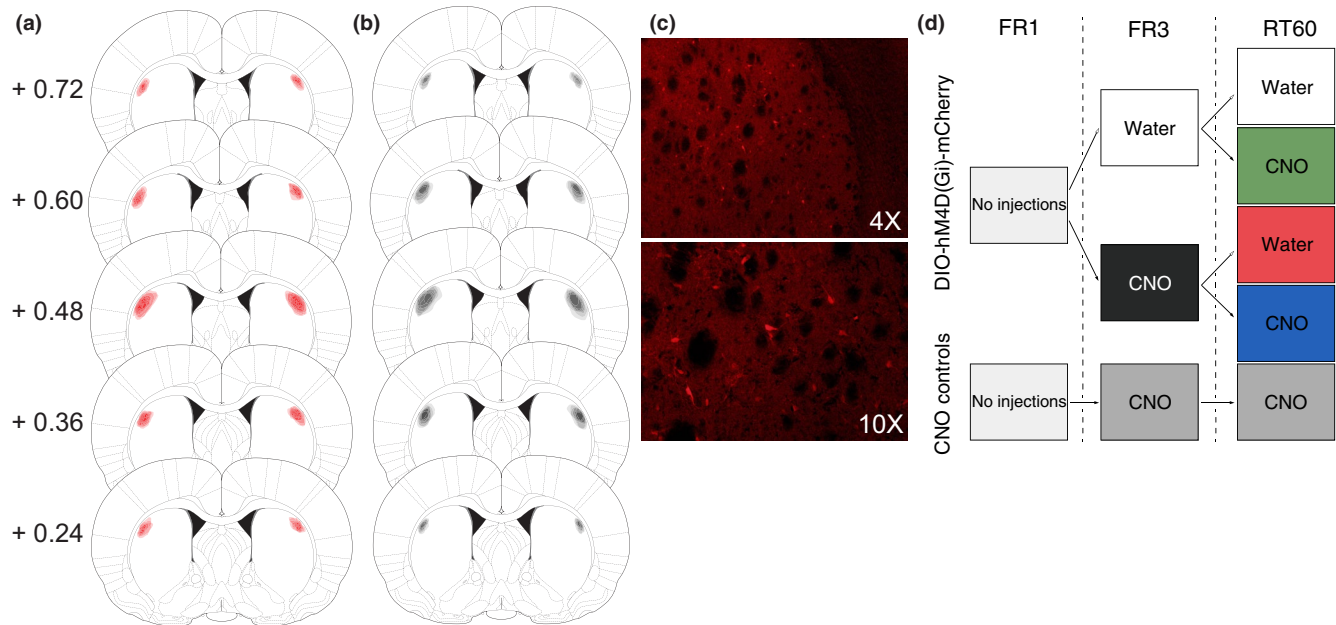 (a)
+ 0.72
+ 0.60
+ 0.48
+ 0.36
+ 0.24
(b)
(c)
4X
10X
(d)
FR1
FR3
RT60
DIO-hM4D(Gi)-mCherry
CNO controls
No injections
Water
CNO
Water
CNO
Water
CNO
No injections
CNO
CNO